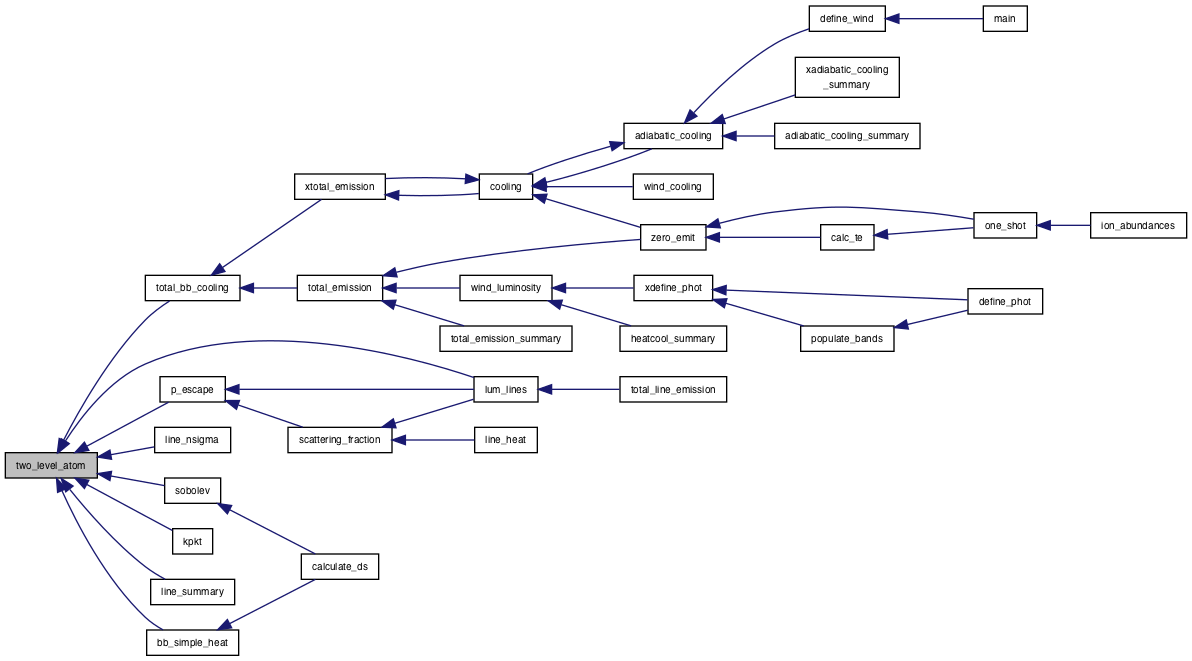 define_wind
main
xadiabatic_cooling
_summary
adiabatic_cooling
adiabatic_cooling_summary
xtotal_emission
cooling
wind_cooling
zero_emit
calc_te
one_shot
ion_abundances
total_bb_cooling
total_emission
wind_luminosity
xdefine_phot
define_phot
total_emission_summary
heatcool_summary
populate_bands
p_escape
lum_lines
total_line_emission
line_nsigma
scattering_fraction
line_heat
two_level_atom
sobolev
kpkt
calculate_ds
line_summary
bb_simple_heat